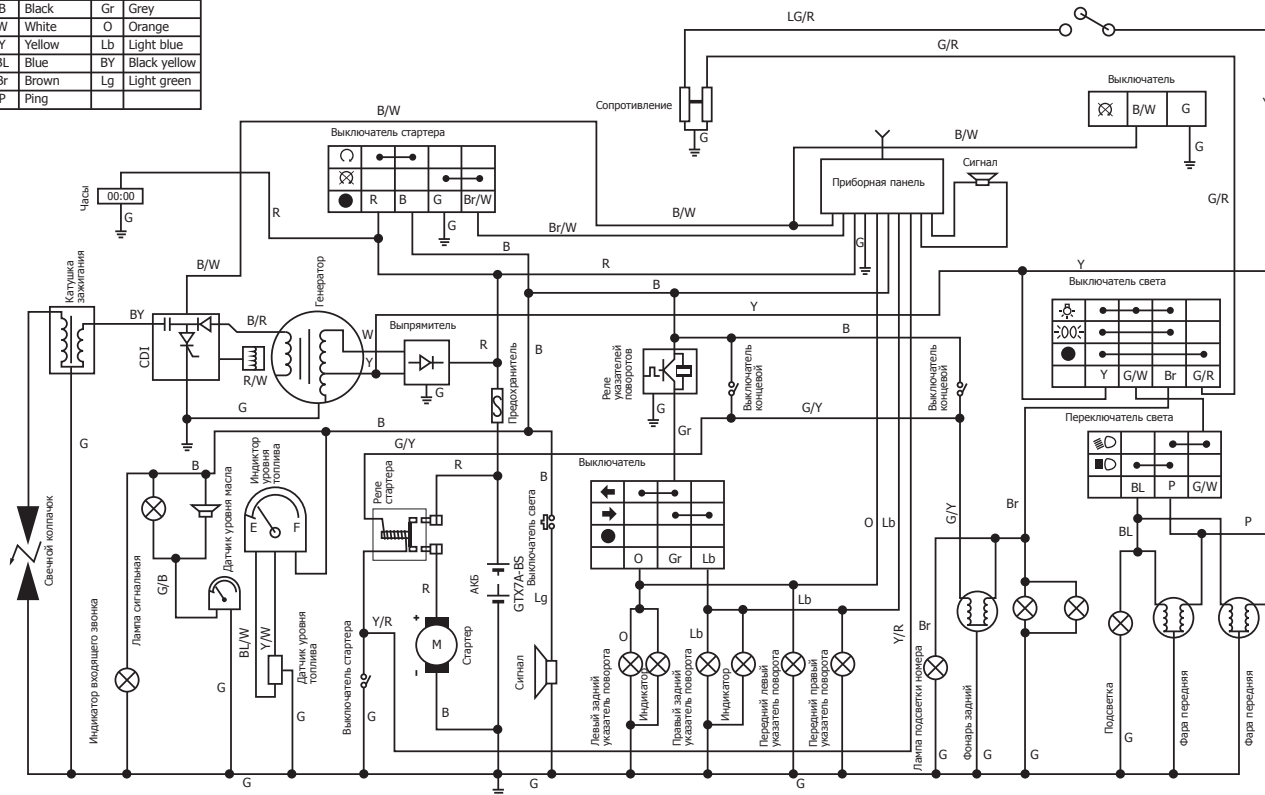 B Black Gr Grey
W White O Orange
Y Yellow Lb Light blue
BL Blue BY Black yellow
Br Brown Lg Light green
P Ping
LG/R
G/R
Выключатель
B/W G
G
Сопротивление
G
B/W
B/W
Выключатель стартера
R B G Br/W
G
Часы
00:00
G
R
Приборная панель
Сигнал
G/R
Y
B/W
Br/W
B
R
G
B
Y
Y
Выключатель света
Y G/W Br G/R
Катушка
зажигания
BY
B/W
CDI
B/R
R/W
G
Генератор
W
Y
Выпрямитель
G
R
Предохранитель
B
Реле
указателей
поворотов
G
Gr
B
Выключатель
концевой
Выключатель
концевой
G/Y
Переключатель света
BL P G/W
G
B
G/Y
B
Индиктор
уровня
топлива
E F
Датчик уровня масла
Реле
стартера
R
B
Выключатель света
Выключатель
O Gr Lb
O Lb
G/Y
Br
BL
P
Свечной колпачок
Лампа сигнальная
G/B
BL/W
Y/W
Датчик уровня
топлива
G
G
Индикатор входящего звонка
Выключатель стартера
Y/R
G
R
M
+
-
Стартер
B
АКБ
GTX7A-BS
Lg
Сигнал
O
Lb
Lb
Y/R
Br
Левый задний
указатель поворота
Индикатор
Правый задний
указатель поворота
Индикатор
Передний левый
указатель поворота
Передний правый
указатель поворота
Лампа подсветки номера
G
Фонарь задний
G
G
Подсветка
G
Фара передняя
Фара передняя
G
G
G